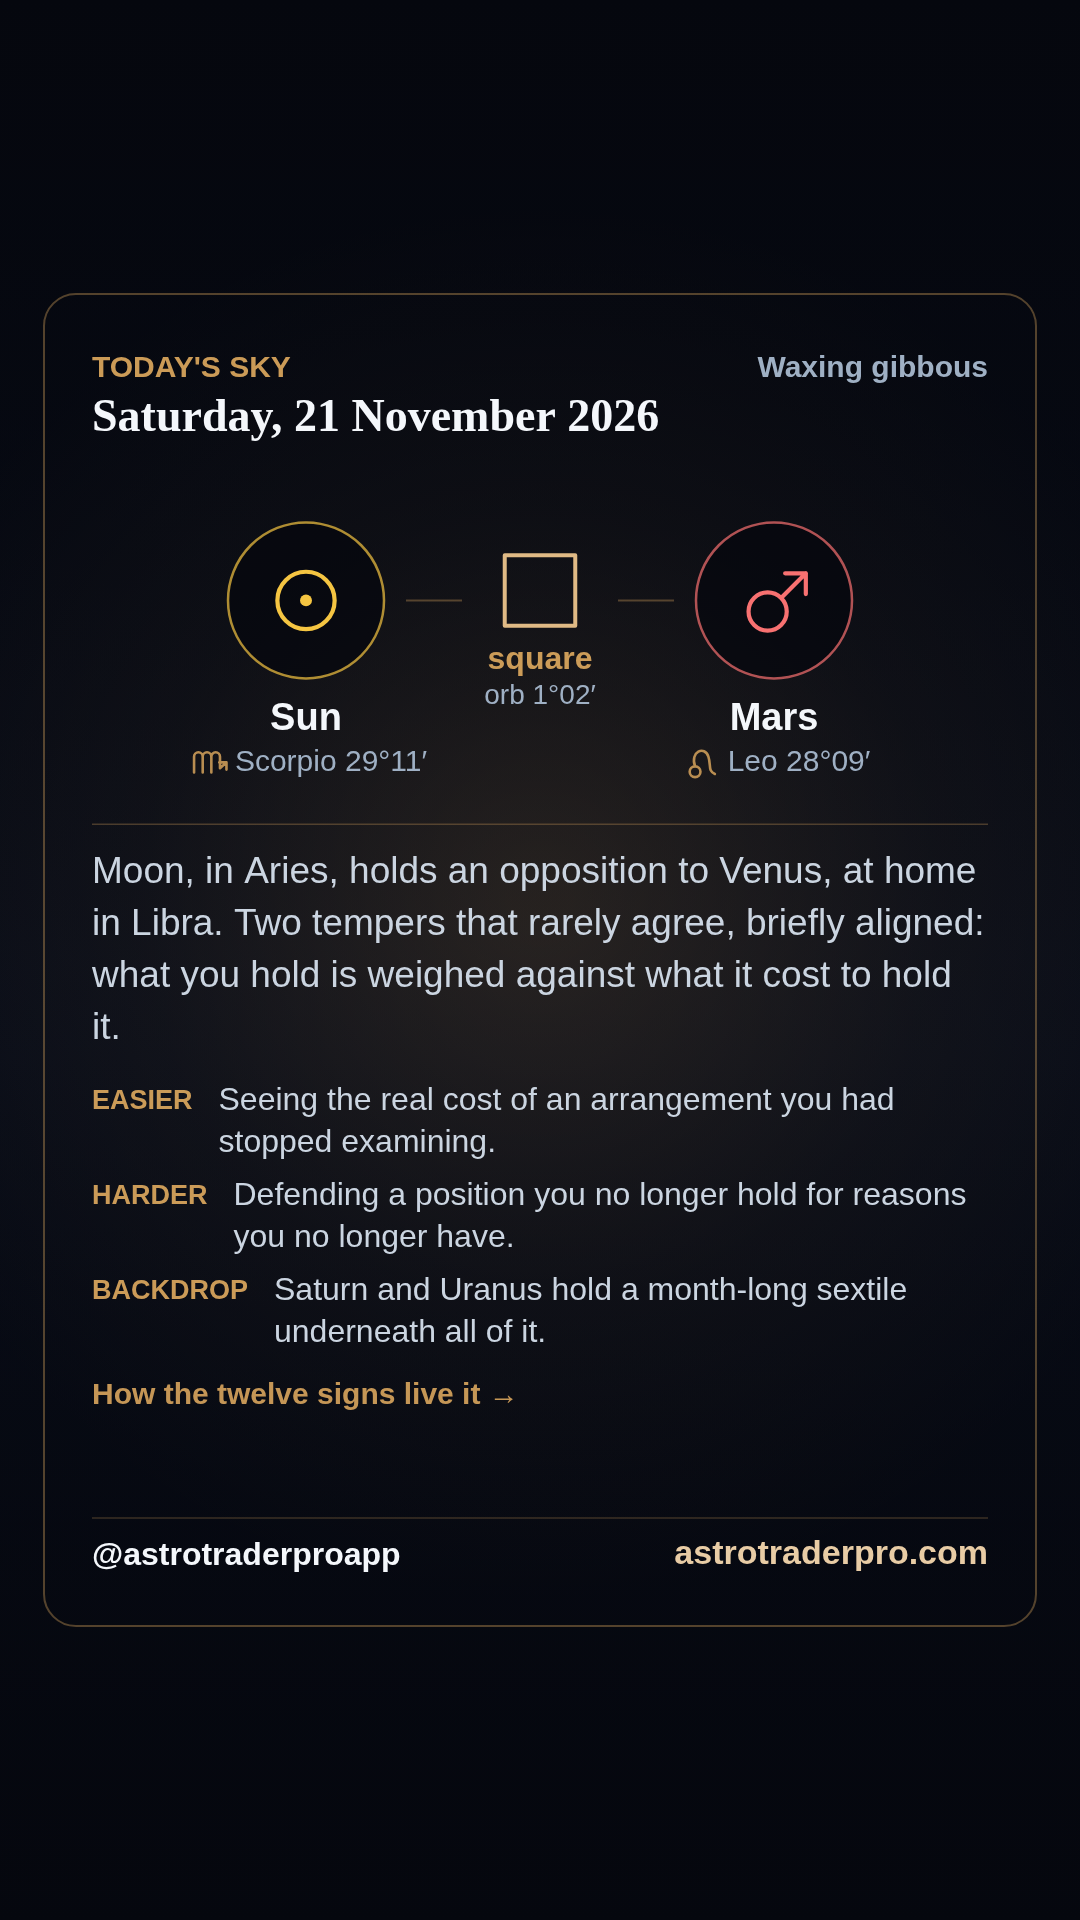 TODAY'S SKY
Waxing gibbous
Saturday, 21 November 2026
square
orb 1°02′
Sun
Mars
♏ Scorpio 29°11′
♌ Leo 28°09′
Moon, in Aries, holds an opposition to Venus, at home
in Libra. Two tempers that rarely agree, briefly aligned:
what you hold is weighed against what it cost to hold
it.
EASIER Seeing the real cost of an arrangement you had
stopped examining.
HARDER Defending a position you no longer hold for reasons
you no longer have.
BACKDROP Saturn and Uranus hold a month-long sextile
underneath all of it.
How the twelve signs live it →
@astrotraderproapp
astrotraderpro.com